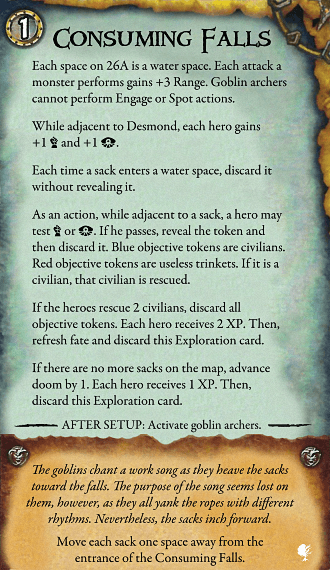 1
Consuming Falls
Each space on 26A is a water space. Each attack a
monster performs gains +3 Range. Goblin archers
cannot perform Engage or Spot actions.
While adjacent to Desmond, each hero gains
+1 and +1 .
Each time a sack enters a water space, discard it
without revealing it.
As an action, while adjacent to a sack, a hero may
test or . If he passes, reveal the token and
then discard it. Blue objective tokens are civilians.
Red objective tokens are useless trinkets. If it is a
civilian, that civilian is rescued.
If the heroes rescue 2 civilians, discard all
objective tokens. Each hero receives 2 XP. Then,
refresh fate and discard this Exploration card.
If there are no more sacks on the map, advance
doom by 1. Each hero receives 1 XP. Then,
discard this Exploration card.
AFTER SETUP: Activate goblin archers.
The goblins chant a work song as they heave the sacks
toward the falls. The purpose of the song seems lost on
them, however, as they all yank the ropes with different
rhythms. Nevertheless, the sacks inch forward.
Move each sack one space away from the
entrance of the Consuming Falls.